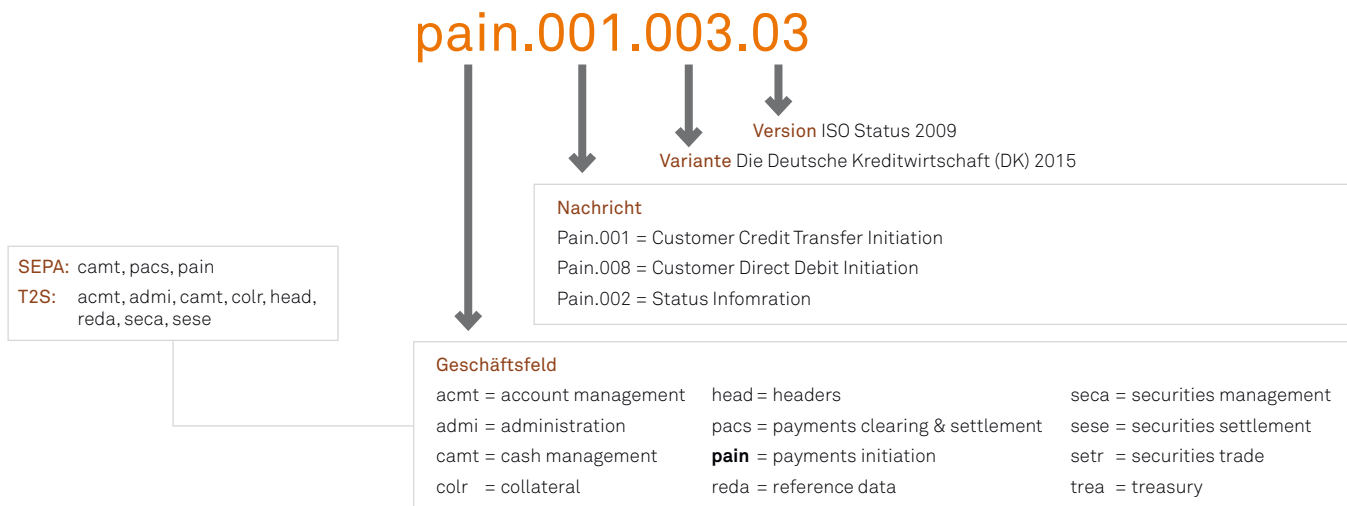 pain.001.003.03
Version ISO Status 2009
Variante Die Deutsche Kreditwirtschaft (DK) 2015
Nachricht
Pain.001 = Customer Credit Transfer Initiation
Pain.008 = Customer Direct Debit Initiation
Pain.002 = Status Infomration
SEPA: camt, pacs, pain
T2S: acmt, admi, camt, colr, head,
reda, seca, sese
Geschäftsfeld
acmt = account management head = headers seca = securities management
admi = administration pacs = payments clearing & settlement sese = securities settlement
camt = cash management pain = payments initiation setr = securities trade
colr = collateral reda = reference data trea = treasury